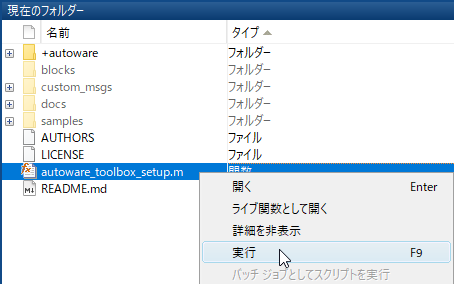 現在のフォルダー
名前 タイプ
+autoware フォルダー
blocks フォルダー
custom_msgs フォルダー
docs フォルダー
samples フォルダー
AUTHORS ファイル
LICENSE ファイル
autoware_toolbox_setup.m 関数
README.md
開く Enter
ライブ関数として開く
詳細を非表示
実行 F9
バッチ ジョブとしてスクリプトを実行